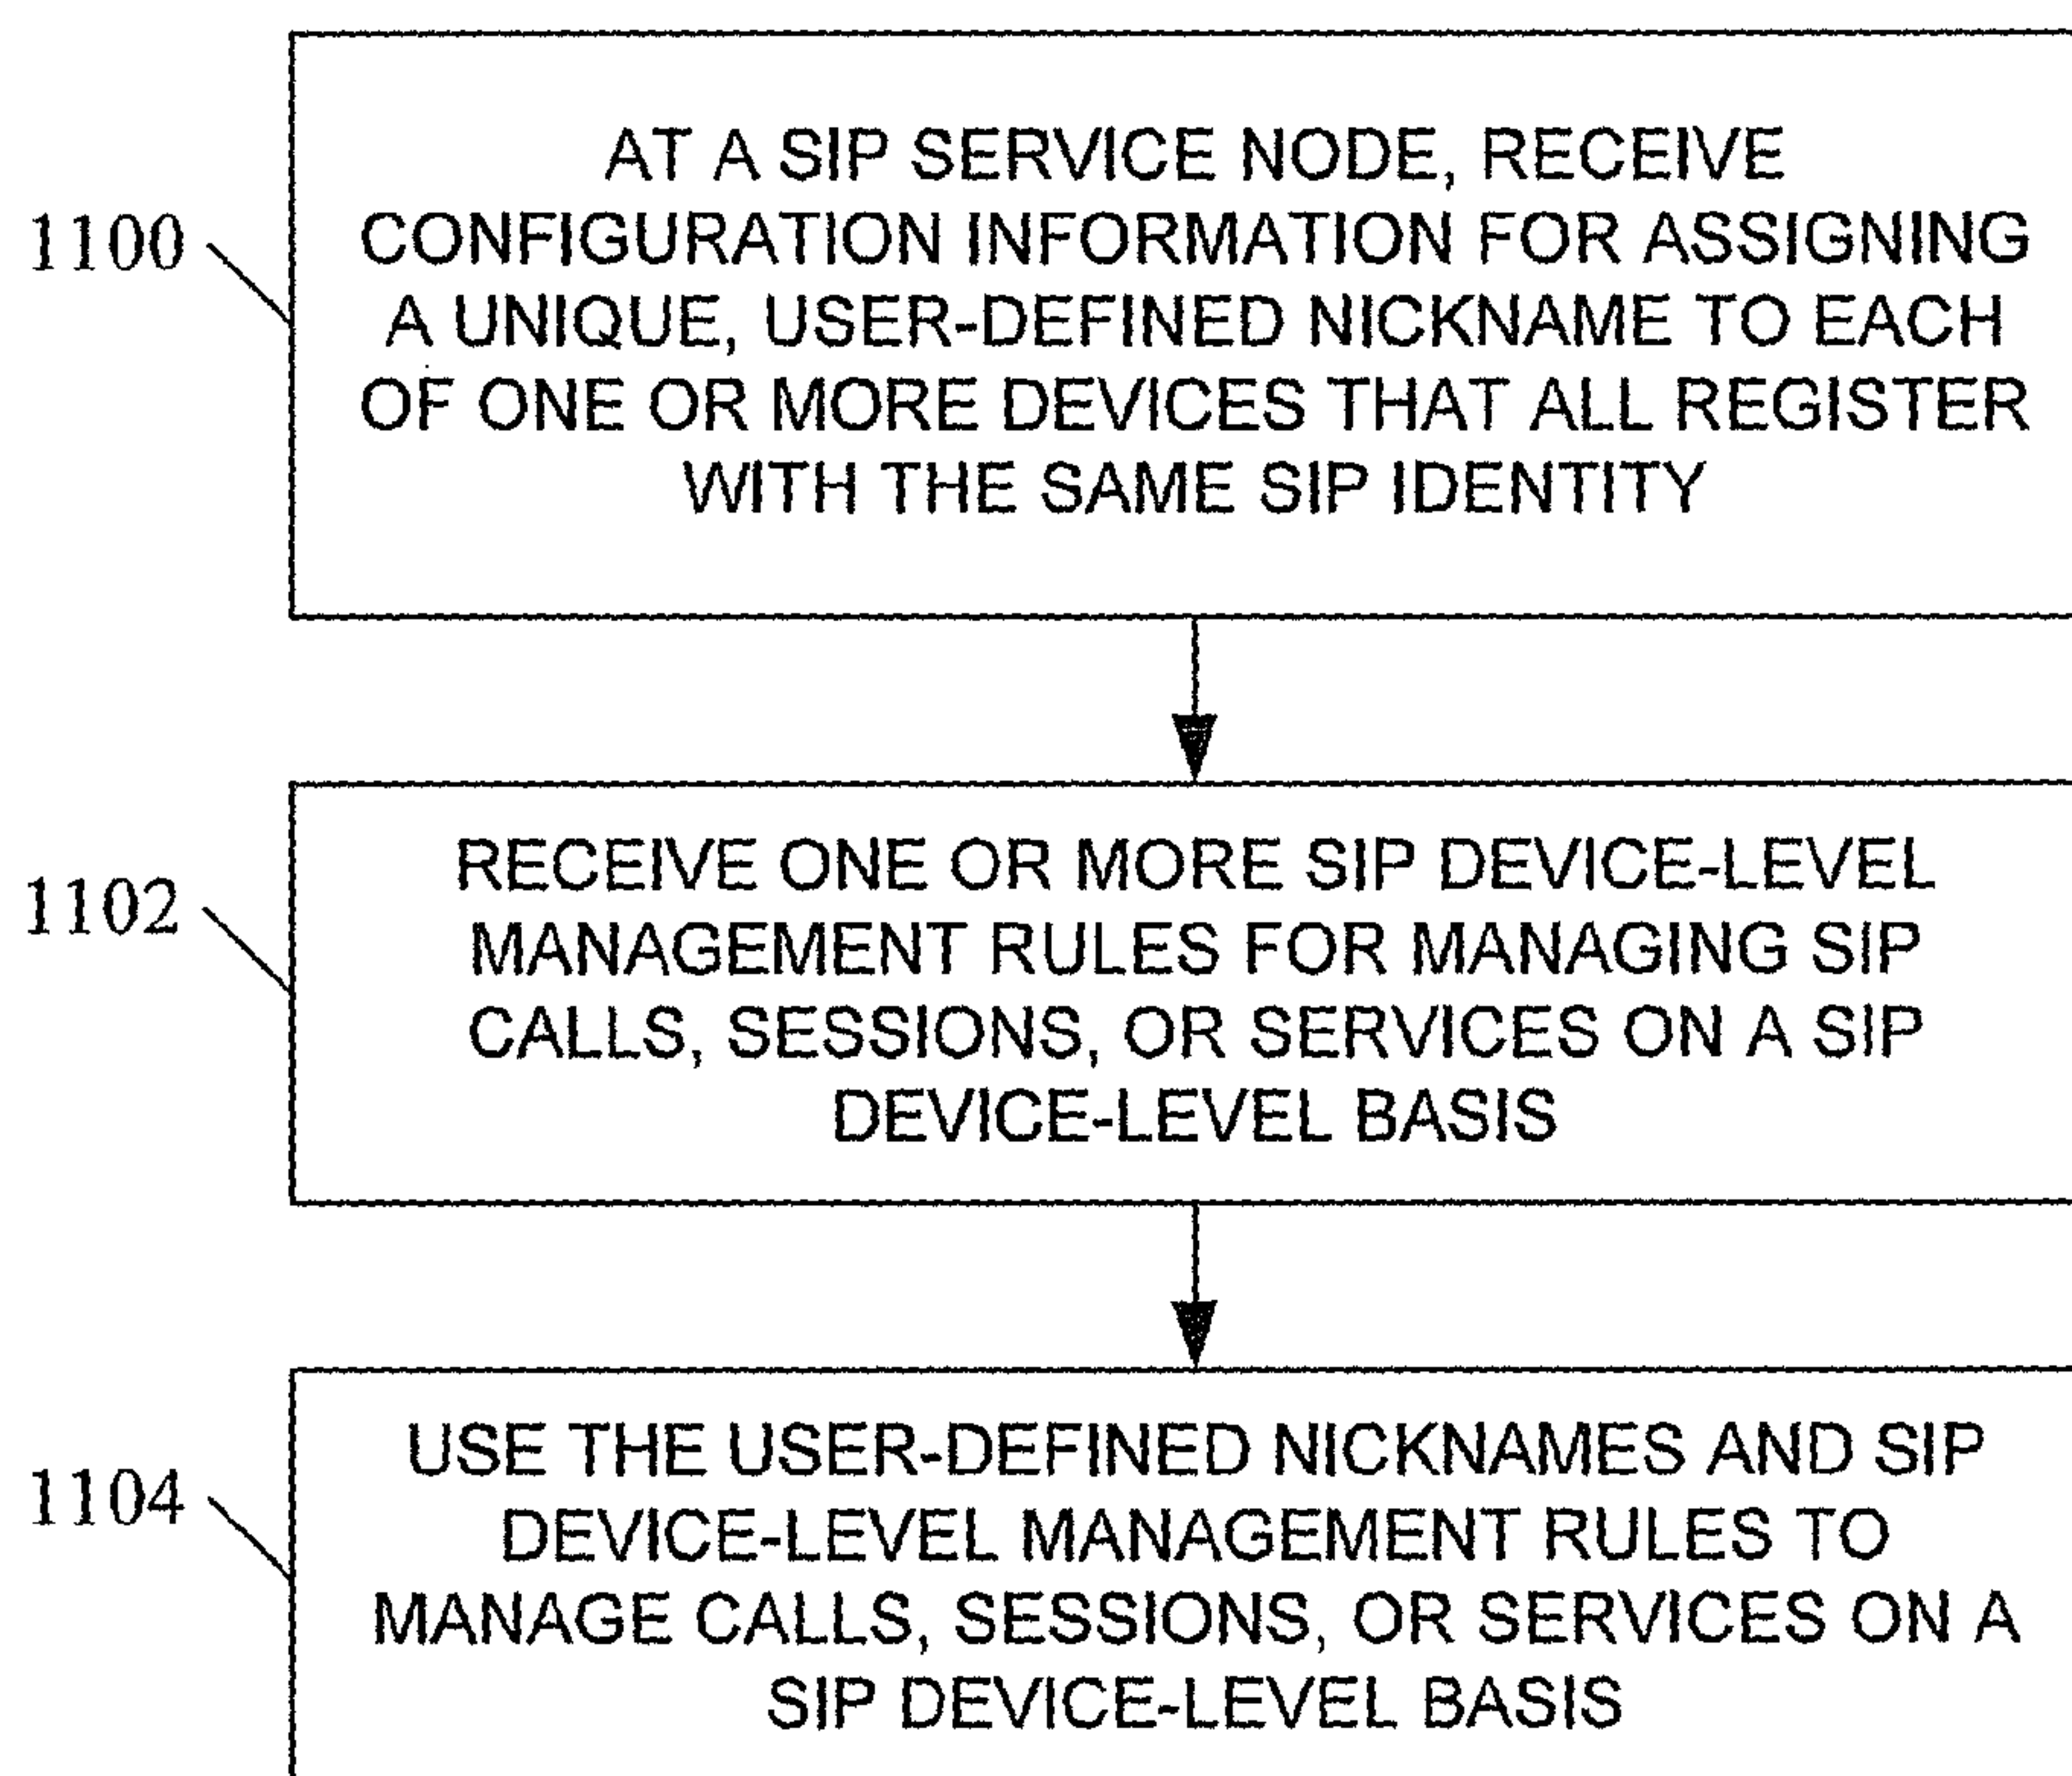 AT A SIP SERVICE NODE, RECEIVE
1100
CONFIGURATION INFORMATION FOR ASSIGNING
A UNIQUE, USER-DEFINED NICKNAME TO EACH
OF ONE OR MORE DEVICES THAT ALL REGISTER
WITH THE SAME SIP IDENTITY
RECEIVE ONE OR MORE SIP DEVICE-LEVEL
1102
MANAGEMENT RULES FOR MANAGING SIP
CALLS, SESSIONS, OR SERVICES ON A SIP
DEVICE-LEVEL BASIS
USE THE USER-DEFINED NICKNAMES AND SIP
1104
DEVICE-LEVEL MANAGEMENT RULES TO
MANAGE CALLS, SESSIONS, OR SERVICES ON A
SIP DEVICE-LEVEL BASIS